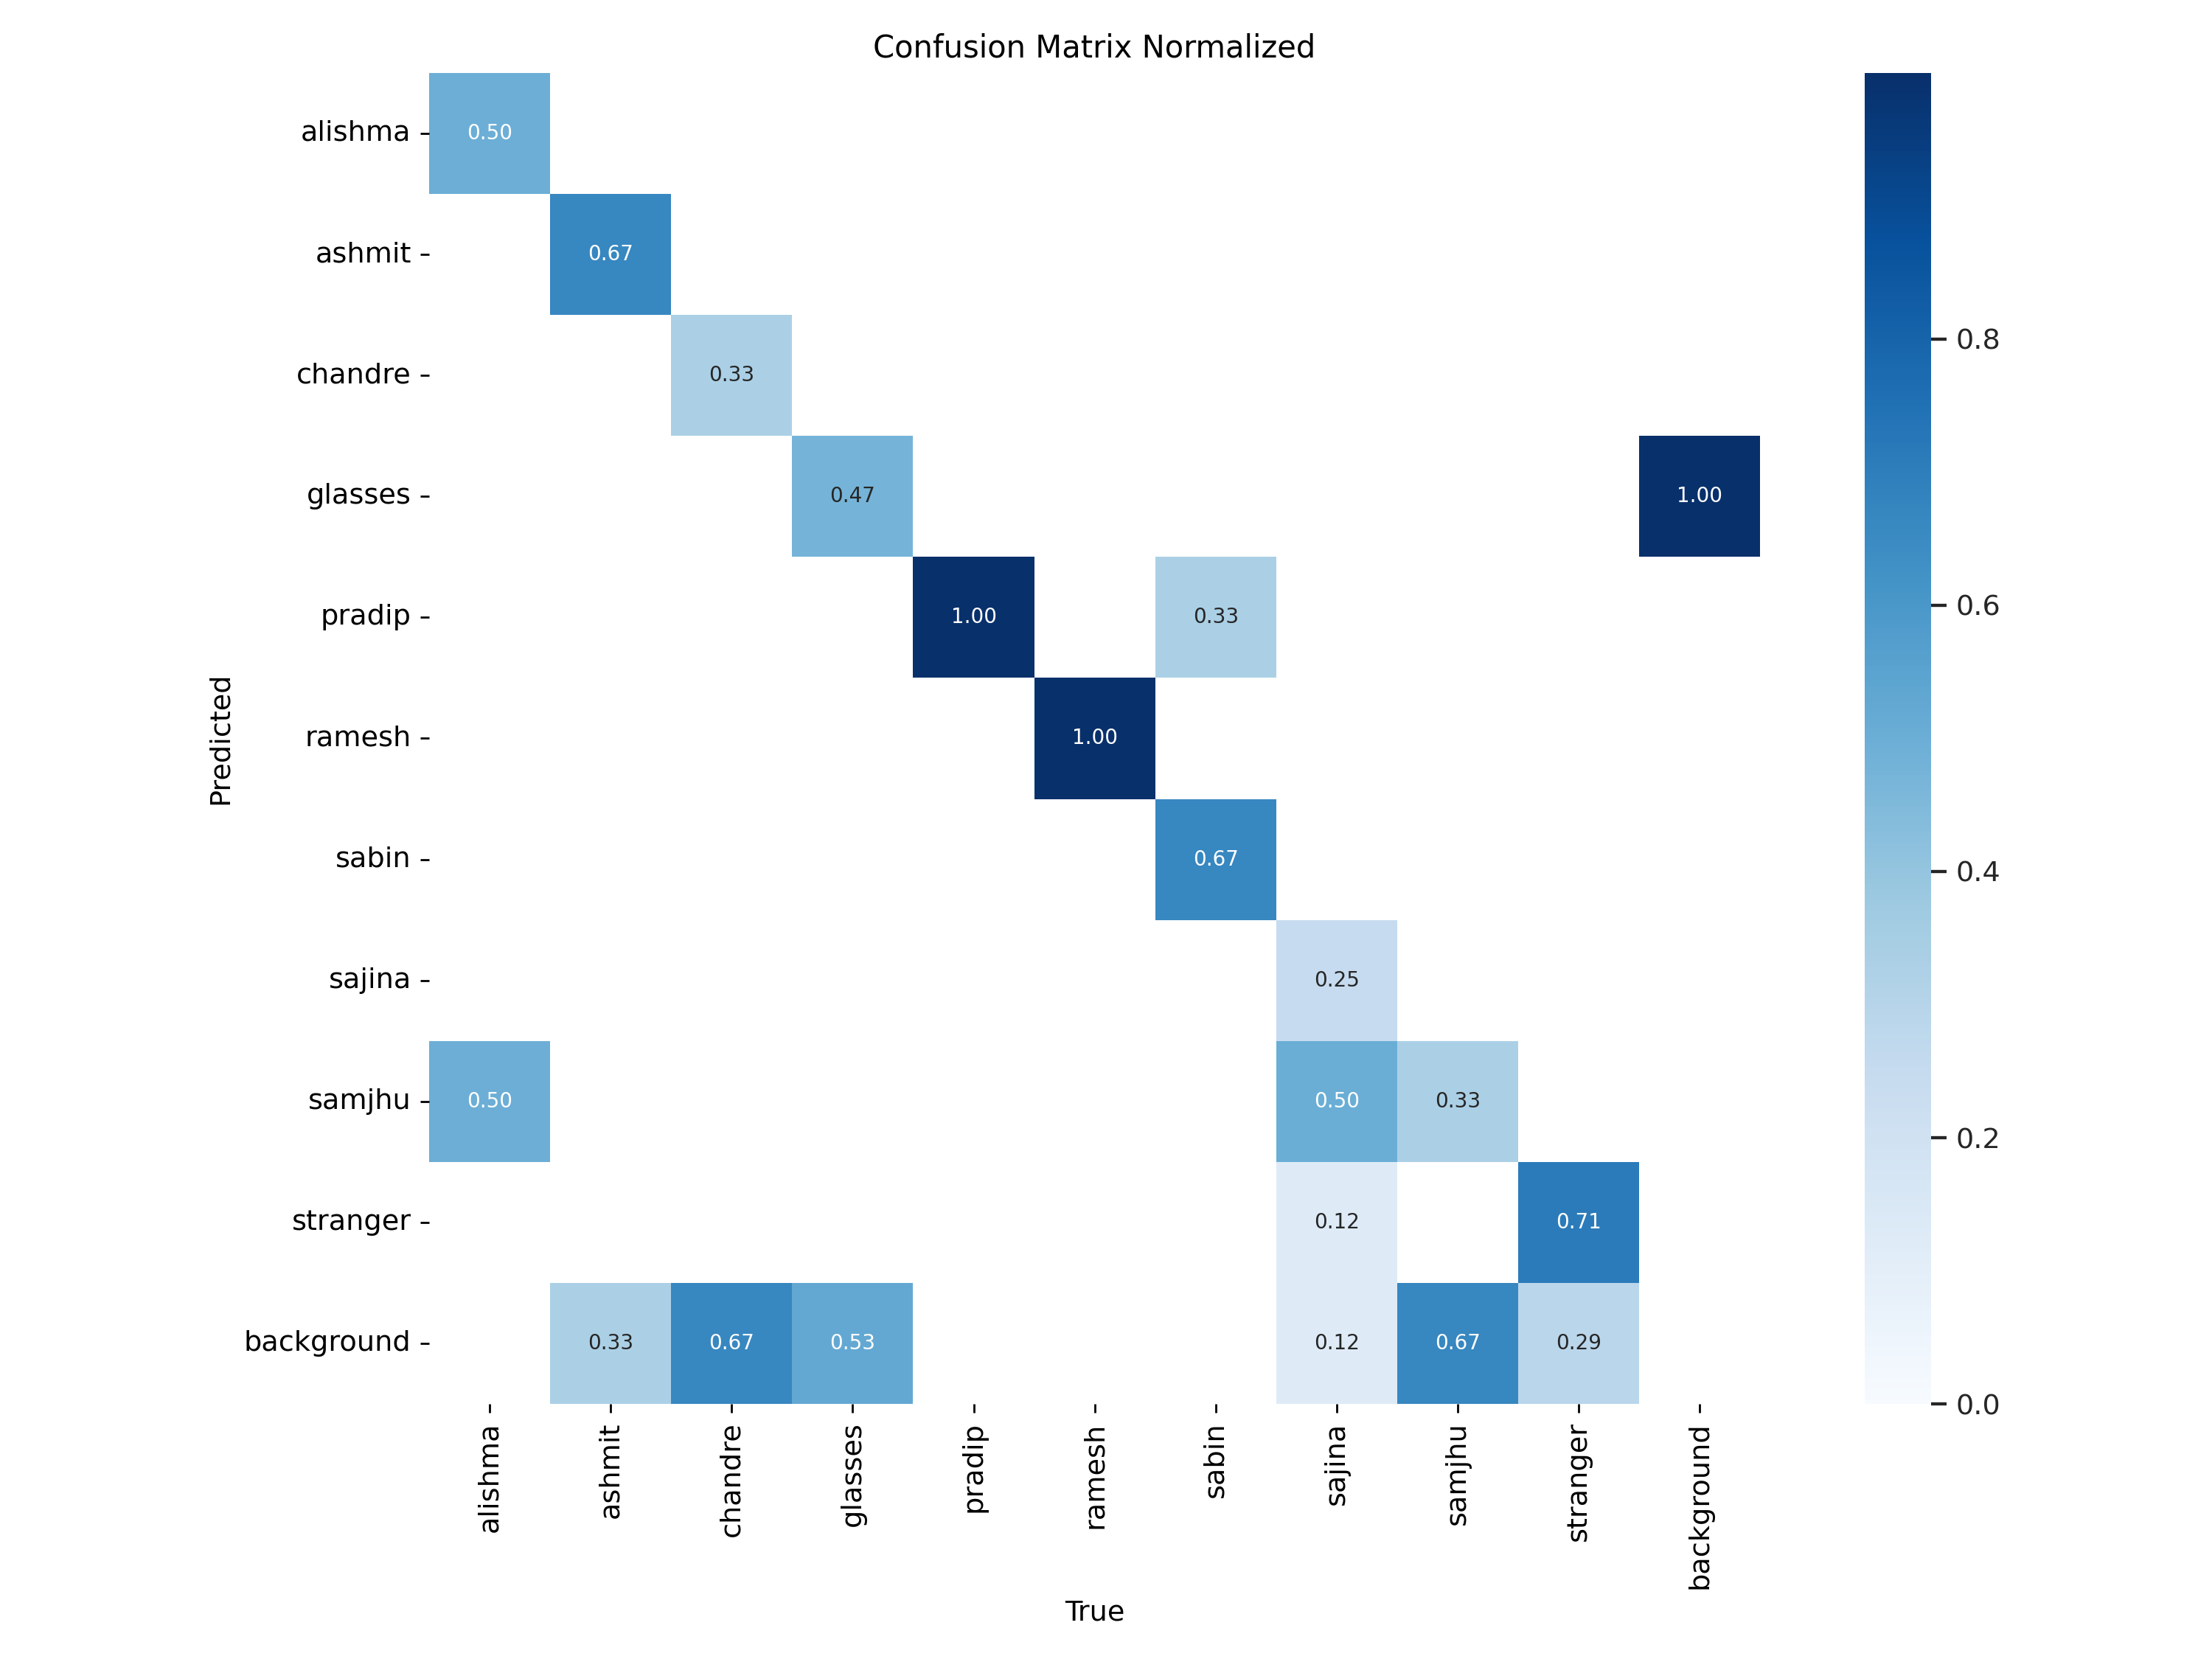 Confusion Matrix Normalized
alishma
0.50
ashmit
0.67
chandre
0.33
0.8
glasses
0.47
1.00
pradip
1.00
0.33
0.6
Predicted
ramesh
1.00
sabin
0.67
0.4
sajina
0.25
samjhu
0.50
0.50
0.33
0.2
stranger
0.12
0.71
background
0.33
0.67
0.53
0.12
0.67
0.29
0.0
alishma
ashmit
chandre
glasses
pradip
ramesh
sabin
sajina
samjhu
stranger
background
True